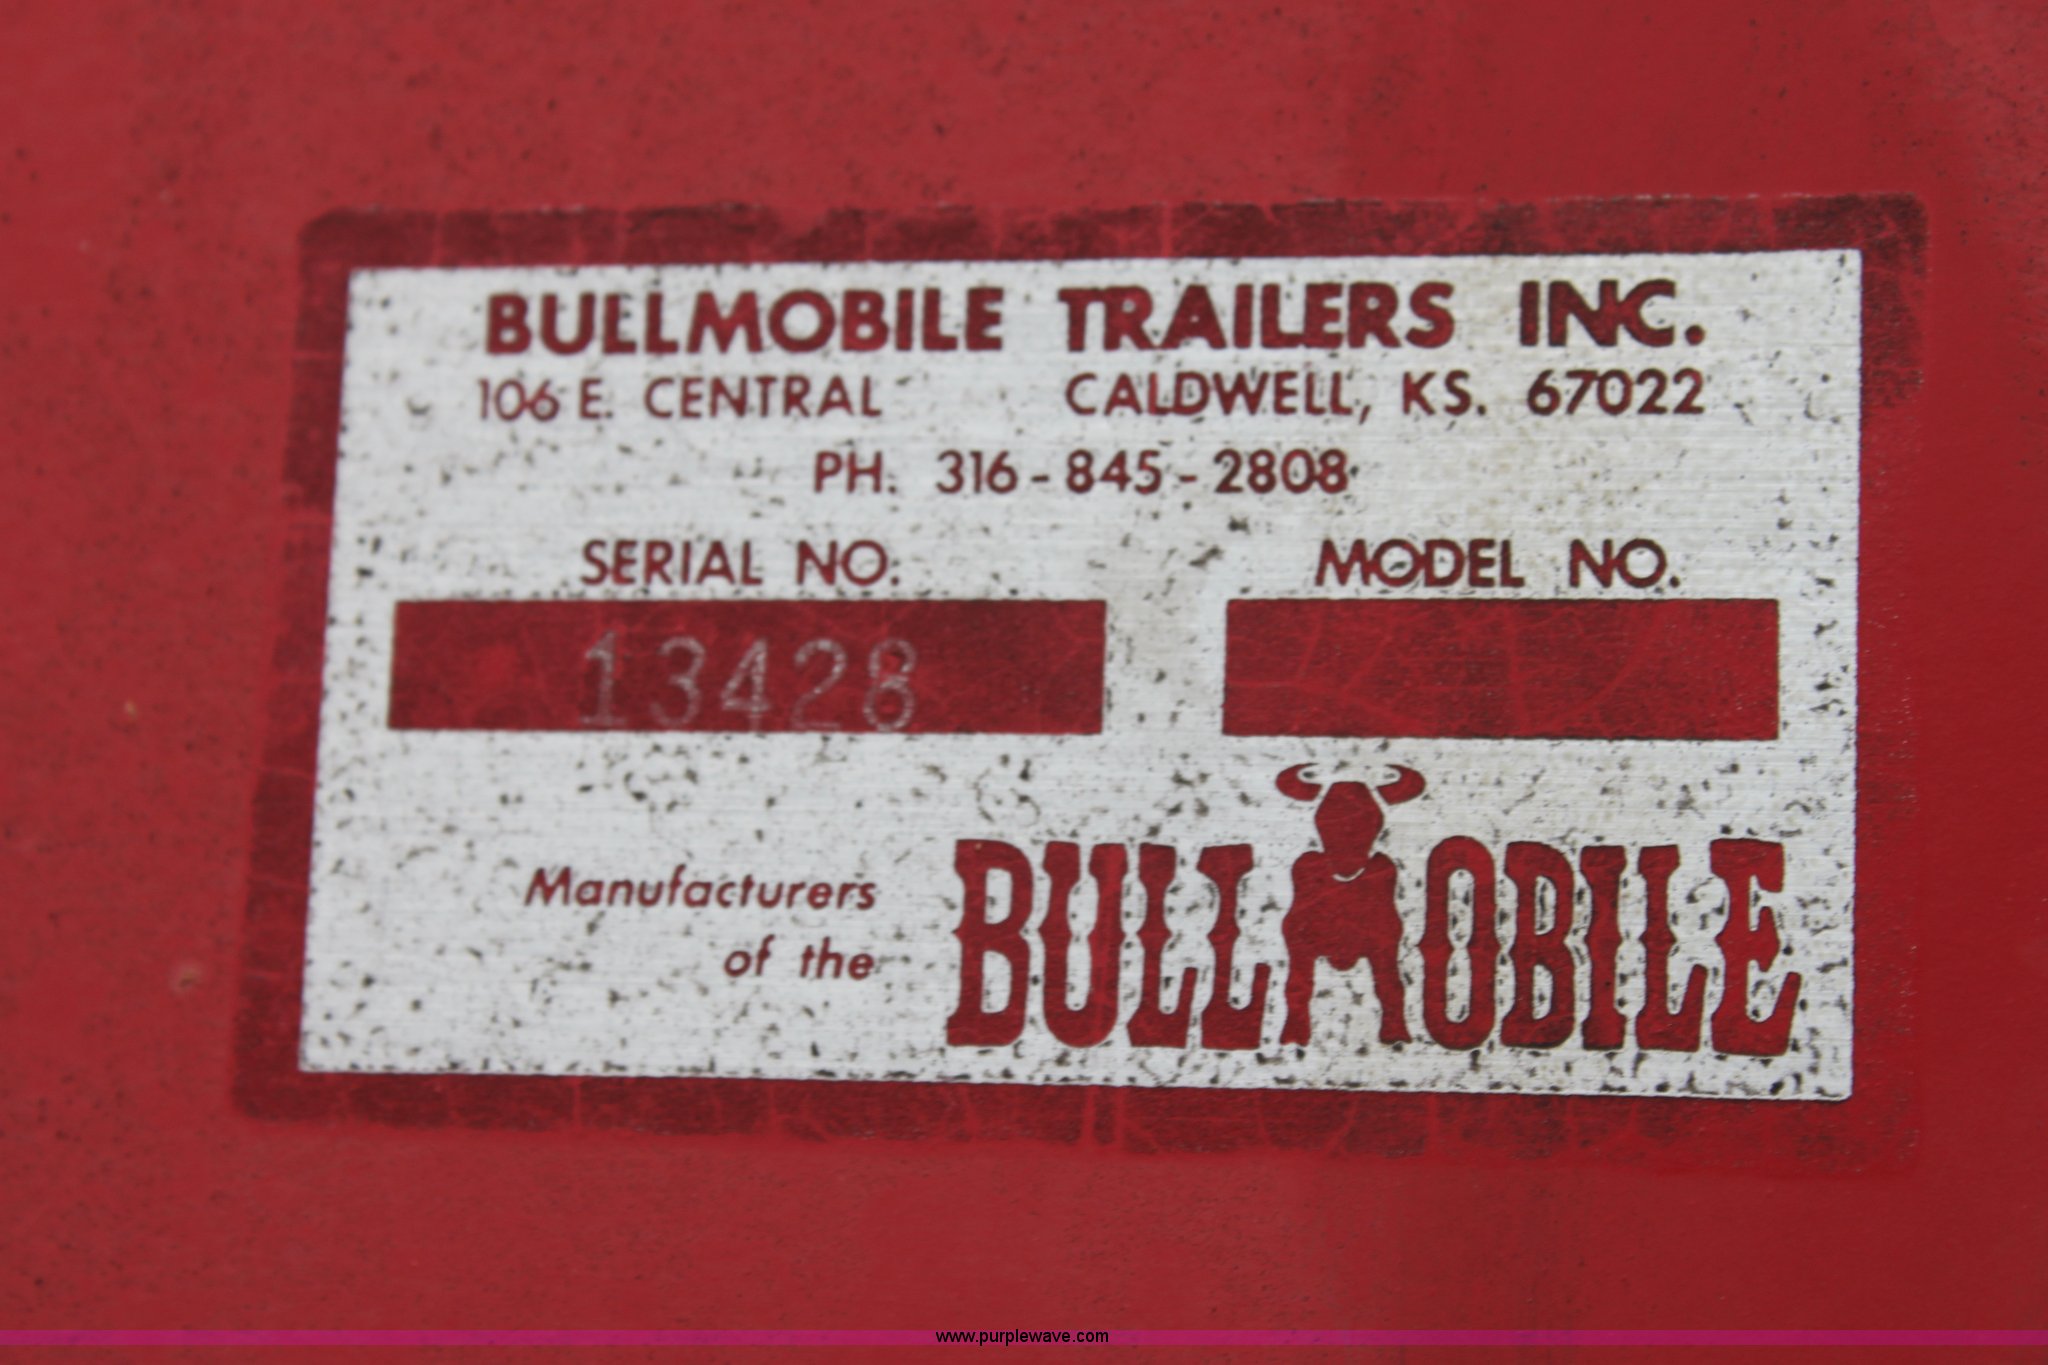 BULLMOBILE TRAILERS INC.
106 E. CENTRAL CALDWELL, KS. 67022
PH. 316-845-2808
SERIAL NO. MODEL NO.
13428
Manufacturers
of the
BULLMOBILE
www.purplewave.com